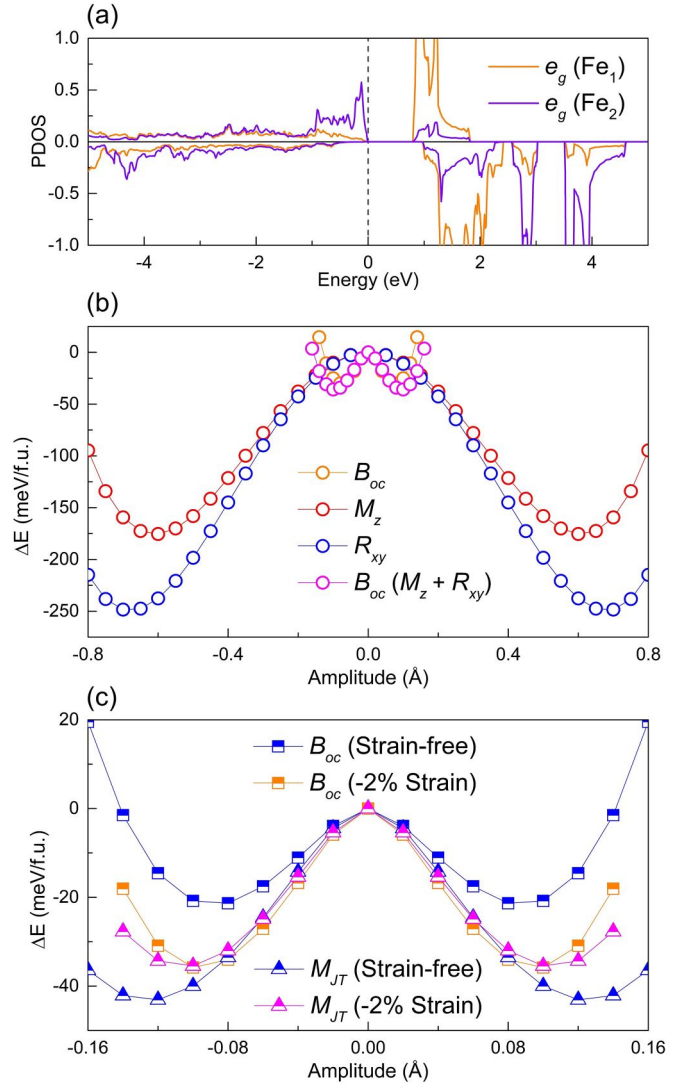 (a)
1.0
0.5
0.0
-0.5
-1.0
PDOS
e_g (Fe_1)
e_g (Fe_2)
-4 -2 0 2 4
Energy (eV)
(b)
0
-50
-100
-150
-200
-250
ΔE (meV/f.u.)
B_oc
M_z
R_xy
B_oc (M_z + R_xy)
-0.8 -0.4 0.0 0.4 0.8
Amplitude (Å)
(c)
20
0
-20
-40
ΔE (meV/f.u.)
B_oc (Strain-free)
B_oc (-2% Strain)
M_JT (Strain-free)
M_JT (-2% Strain)
-0.16 -0.08 0.00 0.08 0.16
Amplitude (Å)